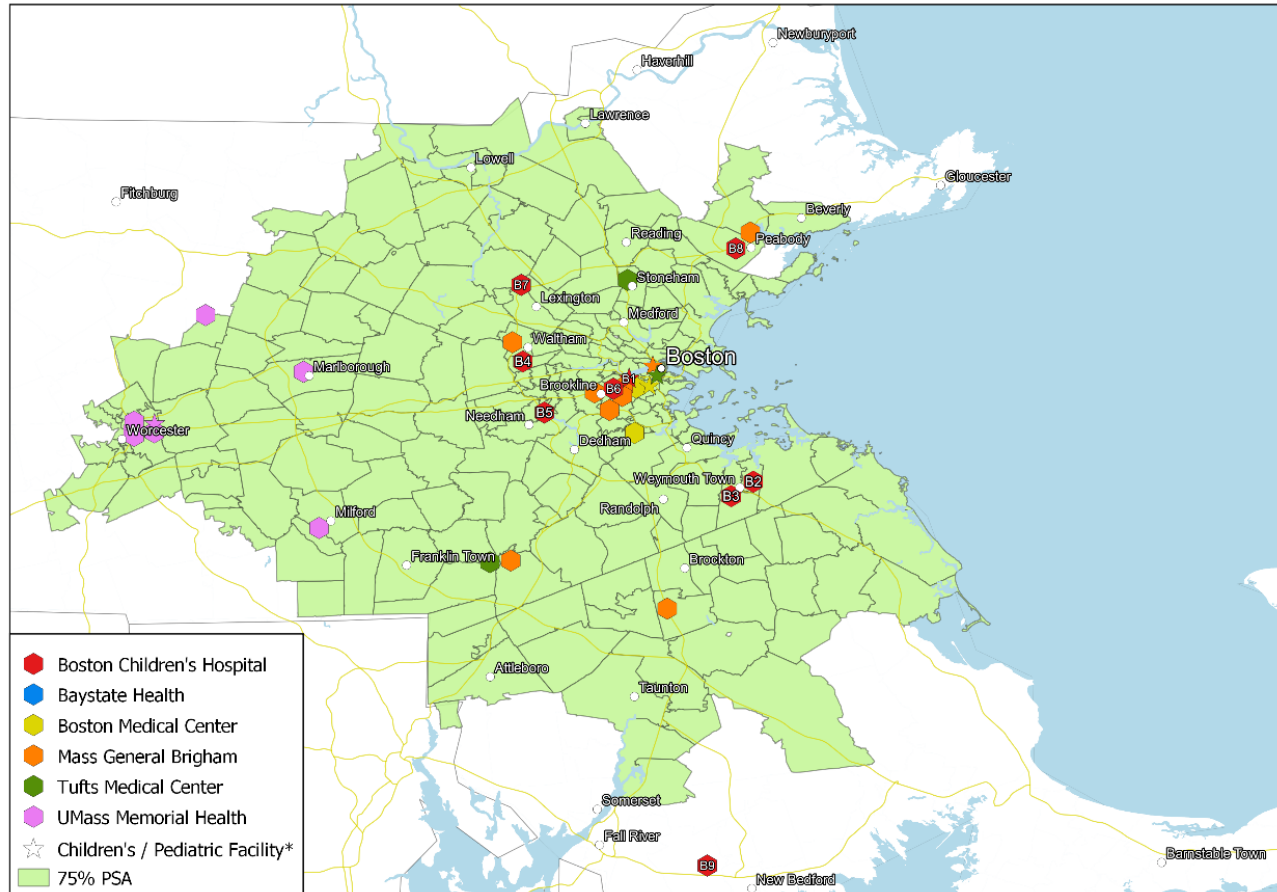 Newburyport
Haverhill
Lawrence
Lowell
Gloucester
Fitchburg
Beverly
Reading
Peabody
B8
Stoneham
B7
Lexington
Medford
Waltham
Boston
B4
Marlborough
B1
B6
Brookline
B5
Needham
Worcester
Dedham
Quincy
Weymouth Town
B2
B3
Randolph
Milford
Franklin Town
Brockton
Attleboro
Taunton
Somerset
Fall River
Barnstable Town
B9
New Bedford
Boston Children's Hospital
Baystate Health
Boston Medical Center
Mass General Brigham
Tufts Medical Center
UMass Memorial Health
Children's / Pediatric Facility*
75% PSA